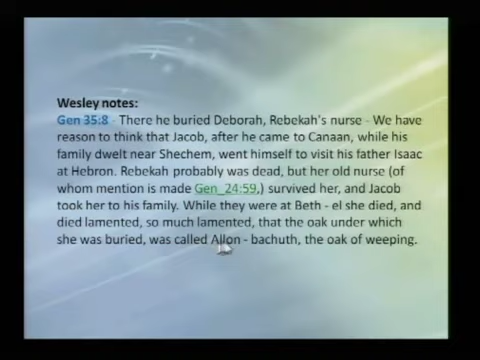 Wesley notes:
Gen 35:8 - There he buried Deborah, Rebekah's nurse - We have
reason to think that Jacob, after he came to Canaan, while his
family dwelt near Shechem, went himself to visit his father Isaac
at Hebron. Rebekah probably was dead, but her old nurse (of
whom mention is made Gen_24:59,) survived her, and Jacob
took her to his family. While they were at Beth - el she died, and
died lamented, so much lamented, that the oak under which
she was buried, was called Allon - bachuth, the oak of weeping.